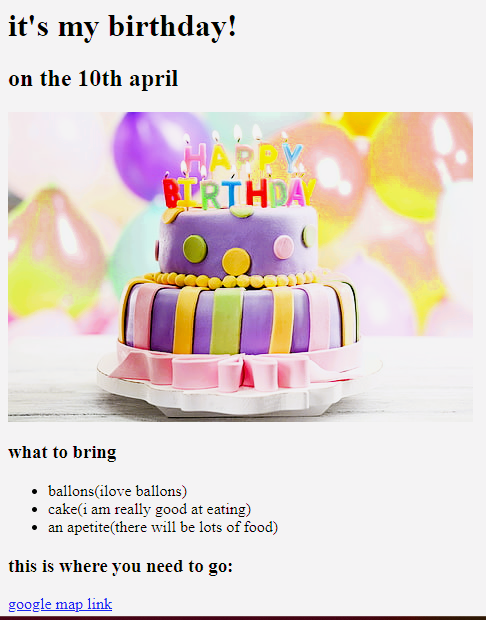 it's my birthday!
on the 10th april
HAPPY
BIRTHDAY
what to bring
ballons(ilove ballons)
cake(i am really good at eating)
an apetite(there will be lots of food)
this is where you need to go:
google map link